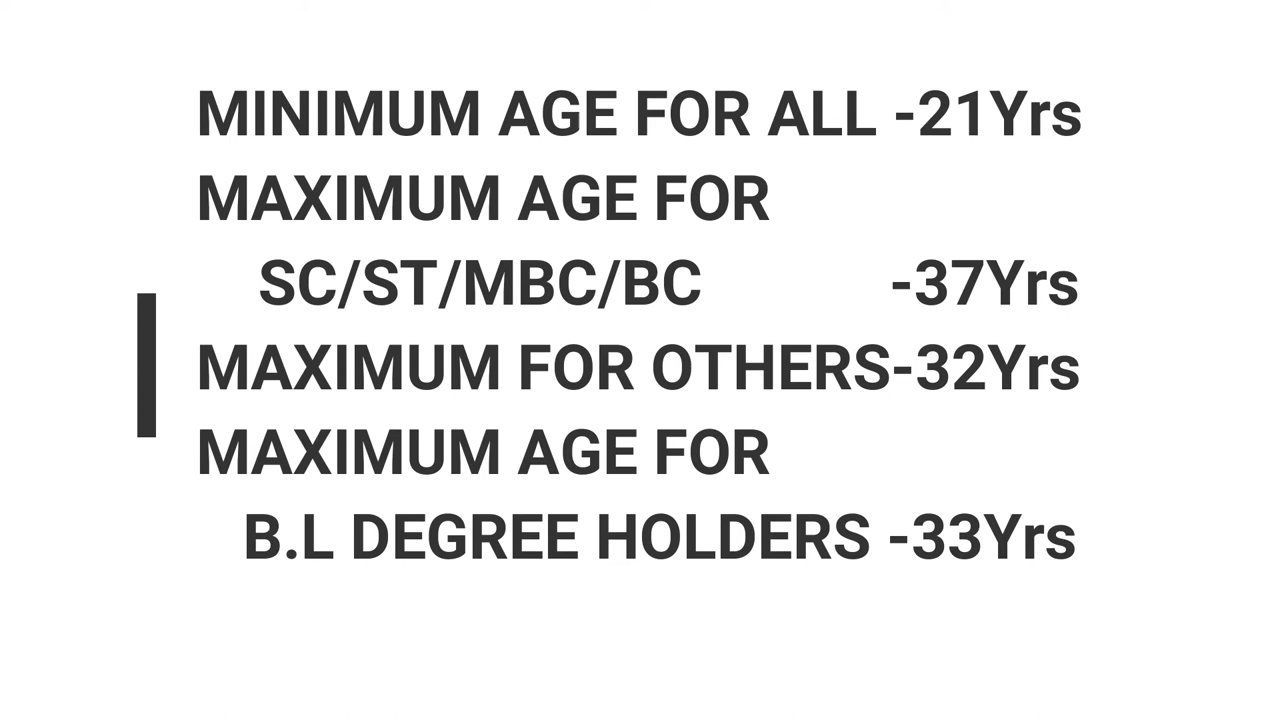 MINIMUM AGE FOR ALL -21Yrs
MAXIMUM AGE FOR
SC/ST/MBC/BC -37Yrs
MAXIMUM FOR OTHERS-32Yrs
MAXIMUM AGE FOR
B.L DEGREE HOLDERS -33Yrs